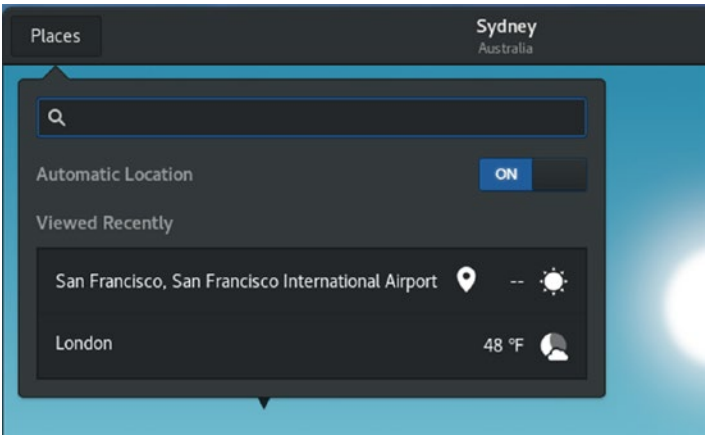 Places
Sydney
Australia
Automatic Location
ON
Viewed Recently
San Francisco, San Francisco International Airport --
London 48 °F